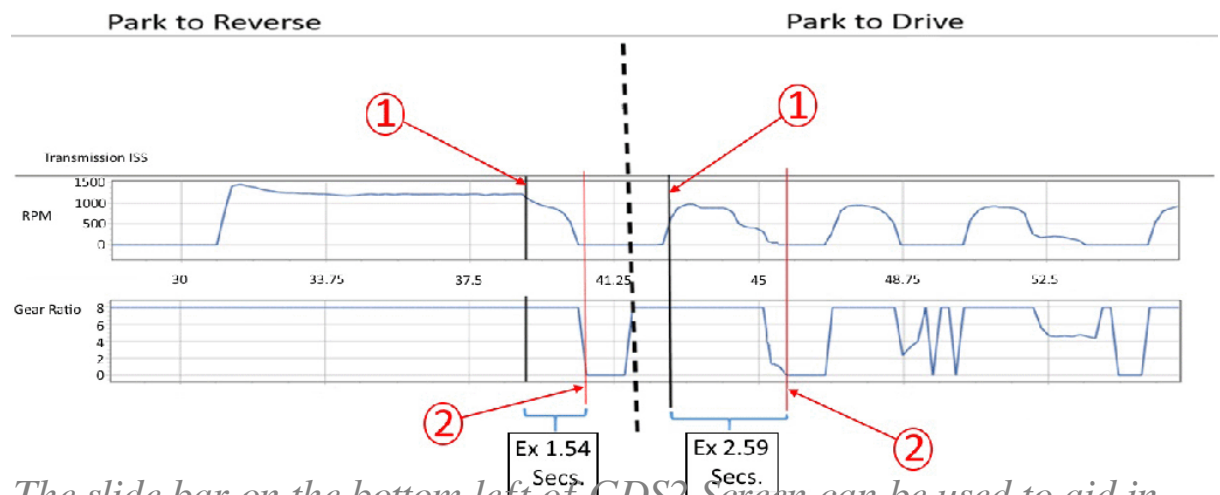 Park to Reverse
Park to Drive
1
1
Transmission ISS
1500
1000
500
0
RPM
30
33.75
37.5
41.25
45
48.75
52.5
Gear Ratio
8
6
4
2
0
2
2
Ex 1.54
Secs.
Ex 2.59
Secs.
The slide bar on the bottom left of GDS2 Screen can be used to aid in